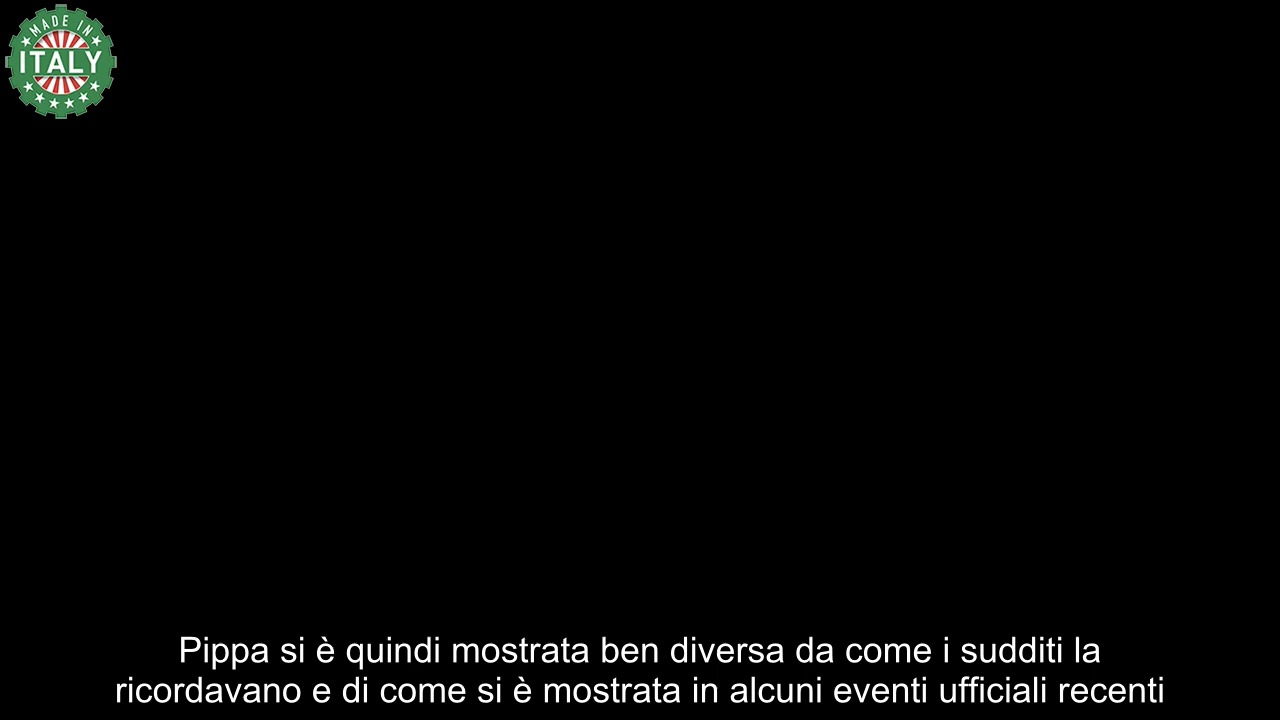 MADE IN
ITALY
Pippa si è quindi mostrata ben diversa da come i sudditi la
ricordavano e di come si è mostrata in alcuni eventi ufficiali recenti